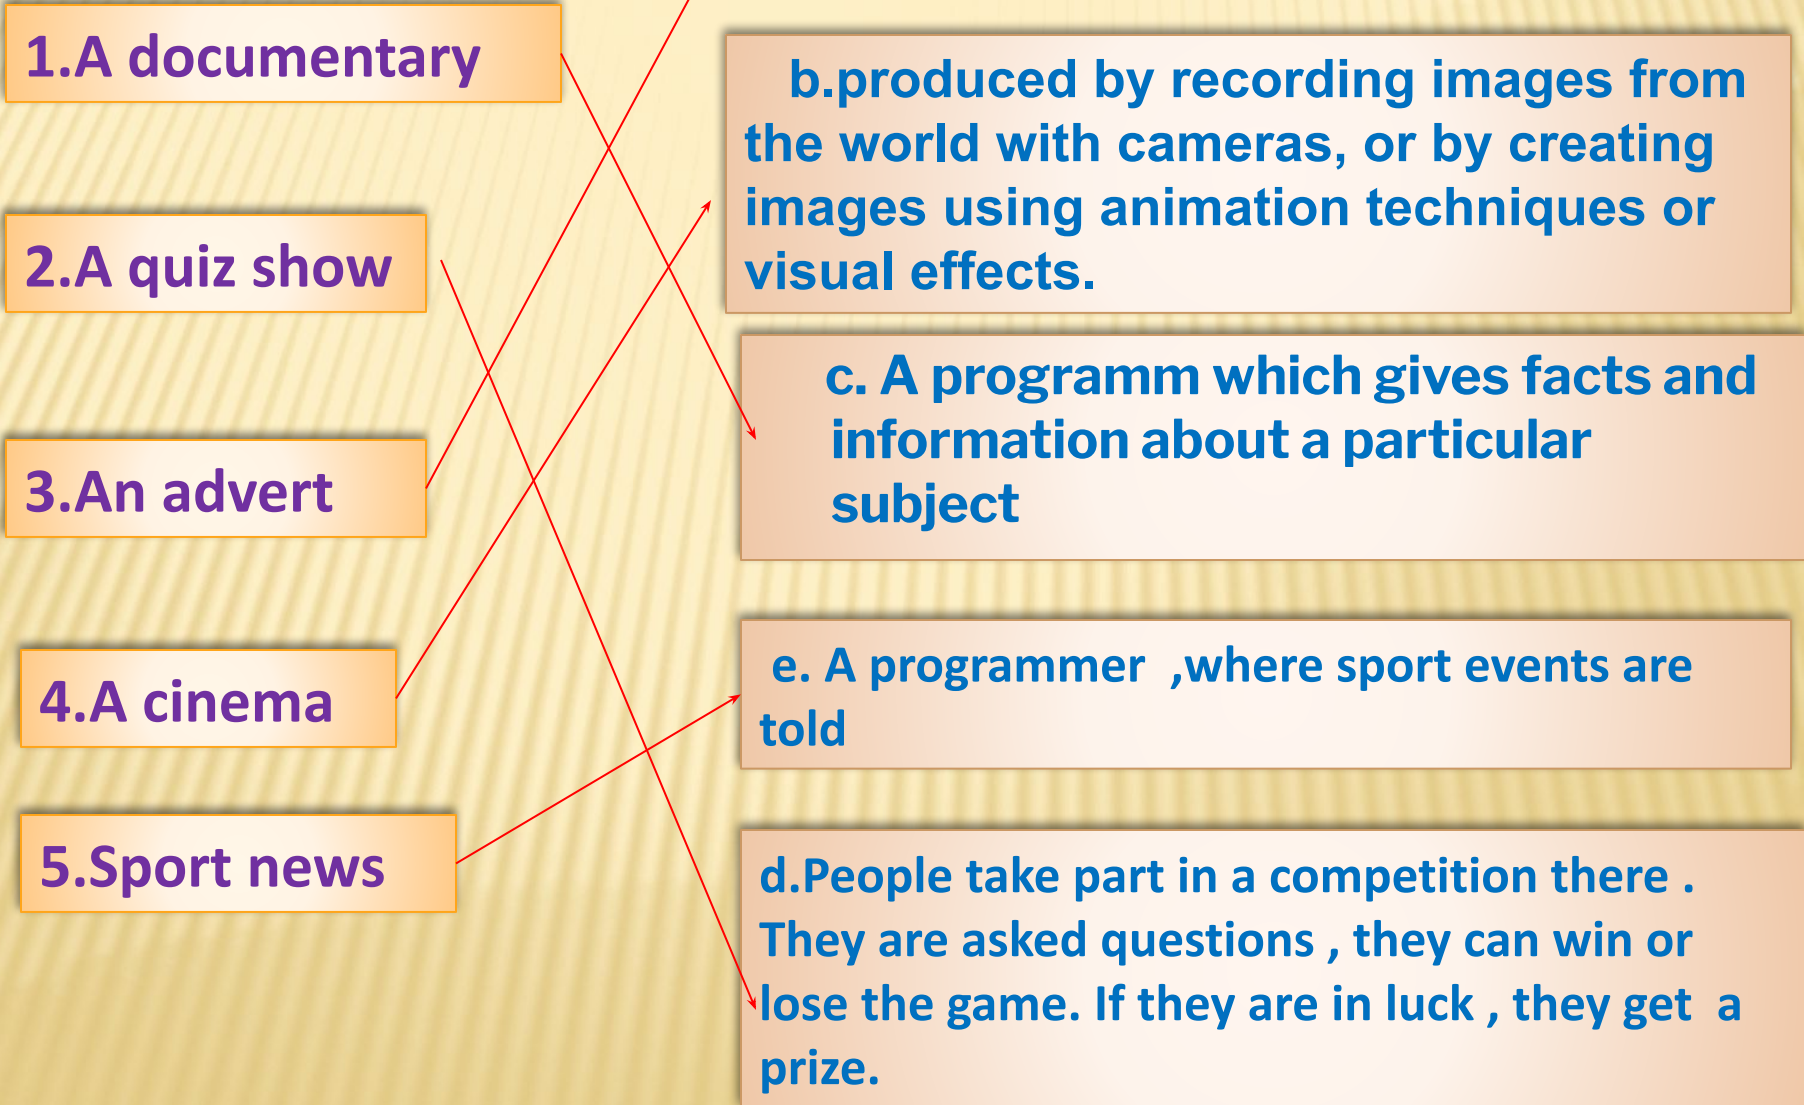 1.A documentary
2.A quiz show
3.An advert
4.A cinema
5.Sport news
b.produced by recording images from
the world with cameras, or by creating
images using animation techniques or
visual effects.
c. A programm which gives facts and
information about a particular
subject
e. A programmer ,where sport events are
told
d.People take part in a competition there .
They are asked questions , they can win or
lose the game. If they are in luck , they get a
prize.